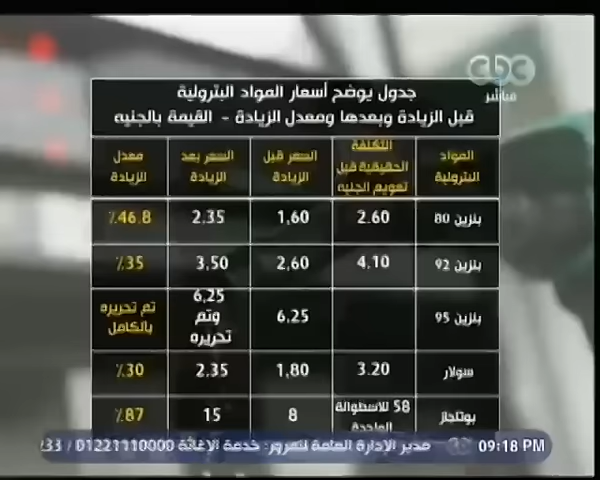 cbc
مباشر
جدول يوضح أسعار المواد البترولية
قبل الزيادة وبعدها ومعدل الزيادة - القيمة بالجنيه
المواد البترولية
التكلفة الحقيقية قبل تعويم الجنيه
السعر قبل الزيادة
السعر بعد الزيادة
معدل الزيادة
بنزين 80 2.60 1,60 2,35 46.8٪
بنزين 92 4,10 2,60 3,50 35٪
بنزين 95 6,25 6,25 وتم تحريره تم تحريره بالكامل
سولار 3.20 1,80 2,35 30٪
بوتلجاز 58 للاسطوانة الواحدة 8 15 87٪
09:18 PM
cbc مدير الإدارة العامة للمرور: خدمة الإغاثة 01221110000 / 33